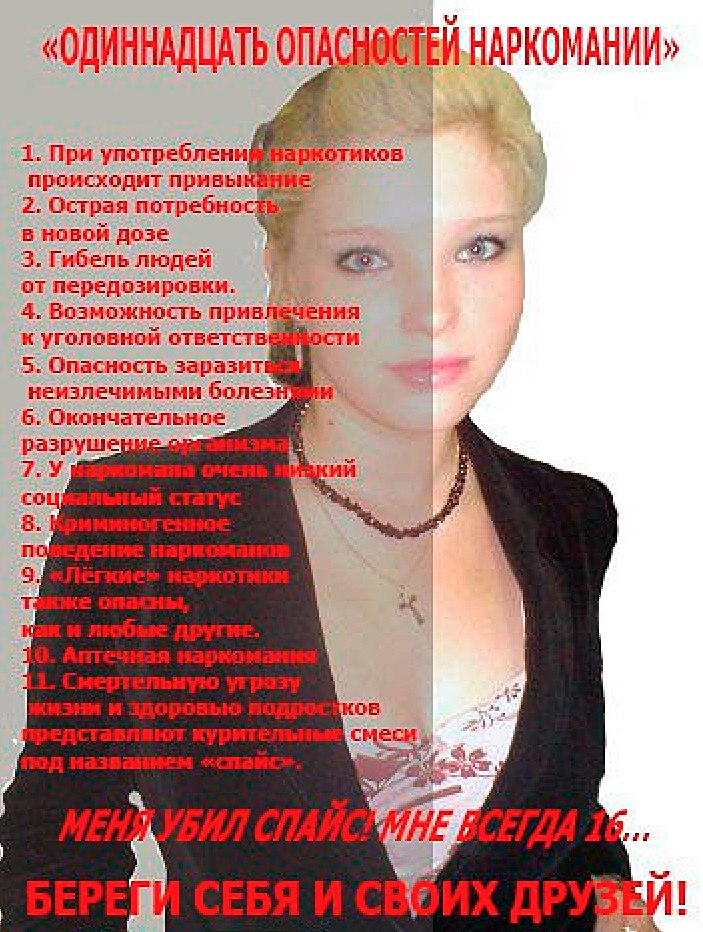 «ОДИННАДЦАТЬ ОПАСНОСТЕЙ НАРКОМАНИИ»
1. При употреблении наркотиков
происходит привыкание
2. Острая потребность
в новой дозе
3. Гибель людей
от передозировки.
4. Возможность привлечения
к уголовной ответственности
5. Опасность заразиться
неизлечимыми болезнями
6. Окончательное
разрушение организма
7. У наркомана очень низкий
социальный статус
8. Криминогенное
поведение наркоманов
9. «Лёгкие» наркотики
также опасны,
как и любые другие.
10. Аптечная наркомания
11. Смертельную угрозу
жизни и здоровью подростков
представляют курительные смеси
под названием «спайс».
МЕНЯ УБИЛ СПАЙС! МНЕ ВСЕГДА 16...
БЕРЕГИ СЕБЯ И СВОИХ ДРУЗЕЙ!